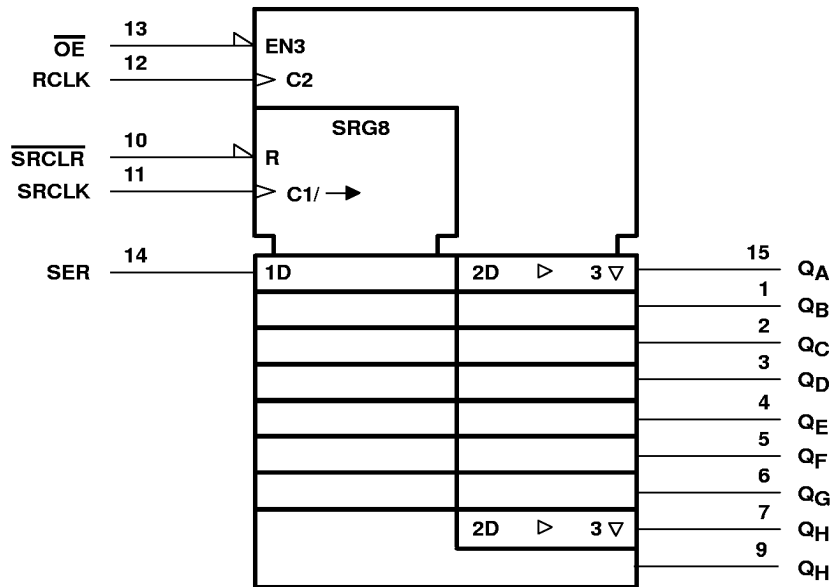 13
OE
EN3
12
RCLK
C2
SRG8
10
SRCLR
R
11
SRCLK
C1/
14
SER
1D
2D 3
15
QA
1
QB
2
QC
3
QD
4
QE
5
QF
6
QG
2D 3
7
QH
9
QH